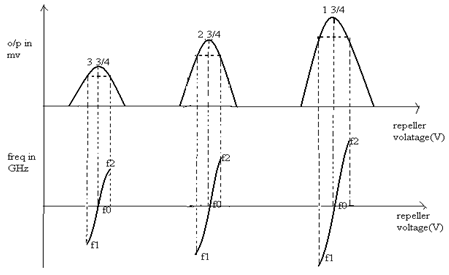 1 3/4
2 3/4
o/p in
mv
3 3/4
repeller
volatage(V)
f2
freq in
GHz
f2
f2
f0
f0
f0
repeller
volatage(V)
f1
f1
f1